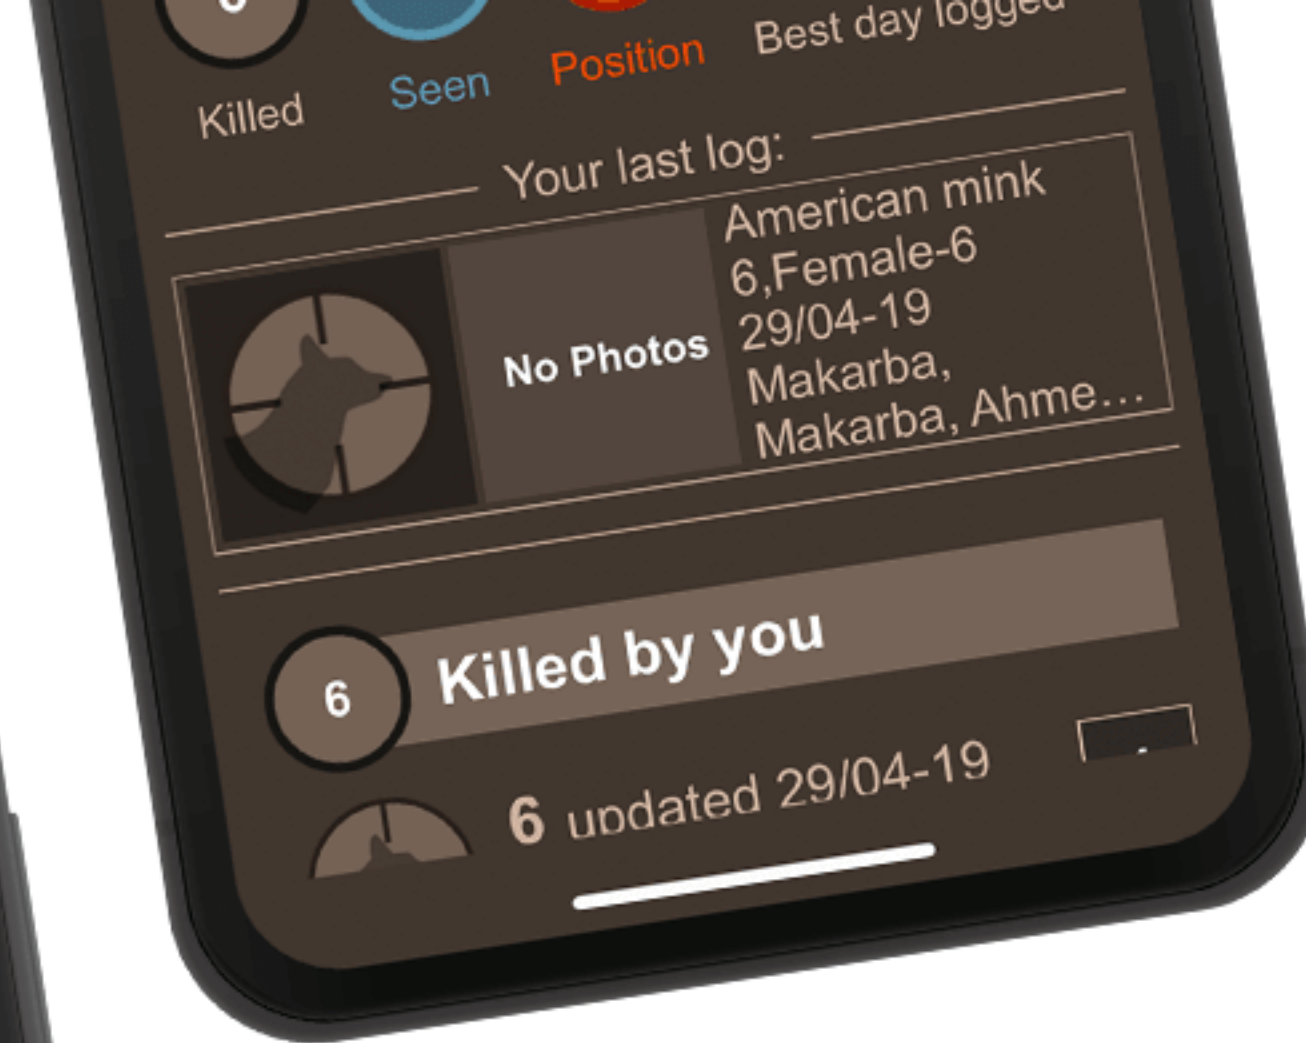 Killed
Seen
Position
Best day logged
Your last log:
No Photos
American mink
6,Female-6
29/04-19
Makarba,
Makarba, Ahme...
6
Killed by you
6 updated 29/04-19